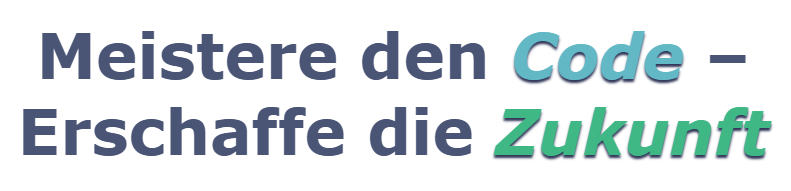 Meistere den Code –
Erschaffe die Zukunft